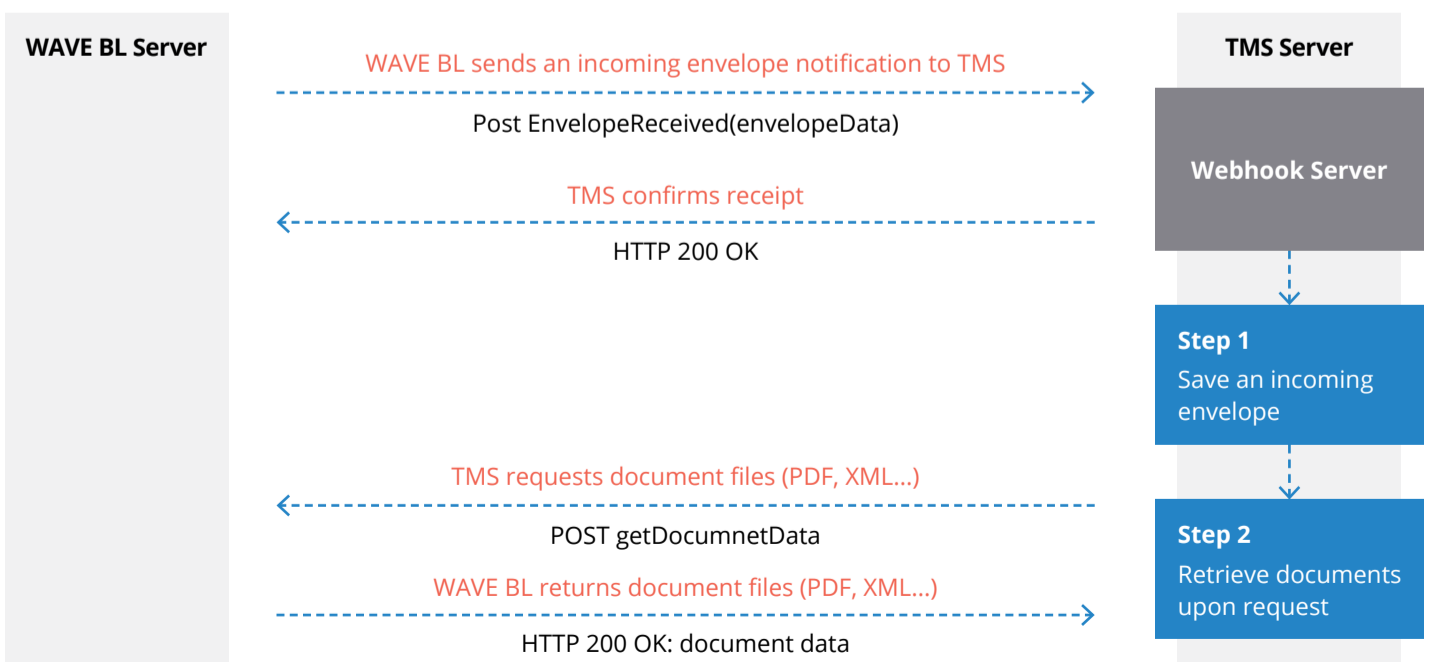 WAVE BL Server
TMS Server
WAVE BL sends an incoming envelope notification to TMS
Post EnvelopeReceived(envelopeData)
Webhook Server
TMS confirms receipt
HTTP 200 OK
Step 1
Save an incoming
envelope
TMS requests document files (PDF, XML...)
POST getDocumnetData
Step 2
Retrieve documents
upon request
WAVE BL returns document files (PDF, XML...)
HTTP 200 OK: document data